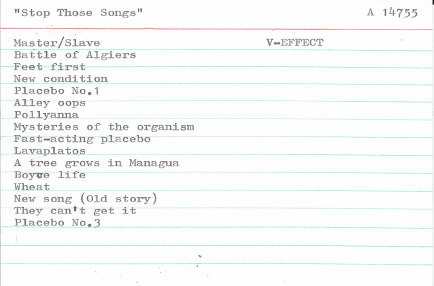 "Stop Those Songs" A 14755
Master/Slave V-EFFECT
Battle of Algiers
Feet first
New condition
Placebo No.1
Alley oops
Pollyanna
Mysteries of the organism
Fast-acting placebo
Lavaplatos
A tree grows in Managua
Boyce life
Wheat
New song (Old story)
They can't get it
Placebo No.3